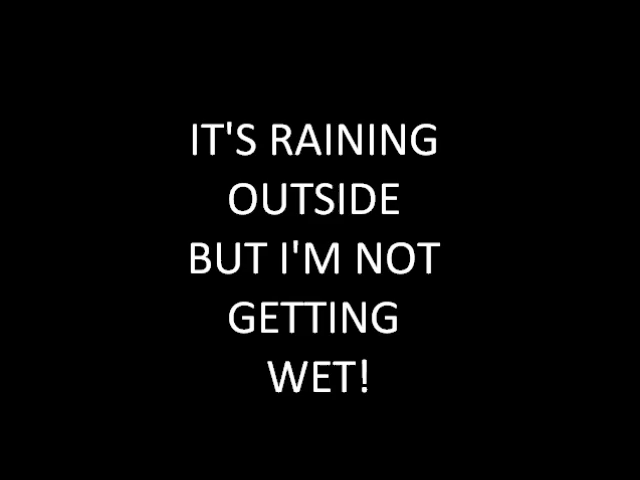 IT'S RAINING
OUTSIDE
BUT I'M NOT
GETTING
WET!